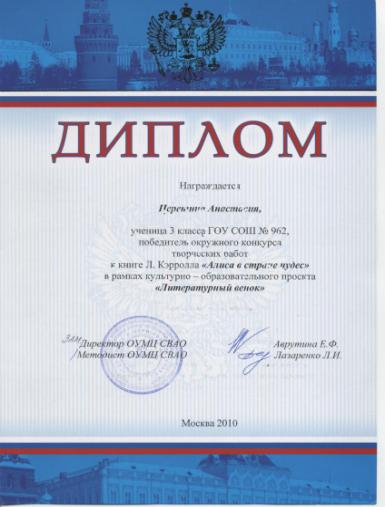 ДИПЛОМ
Награждается
Анастасия,
ученица 3 класса ГОУ СОШ № 962,
победитель окружного конкурса
творческих работ
к книге Л. Кэрролла «Алиса в стране чудес»
в рамках культурно – образовательного проекта
«Литературный венок»
Зам Директор ОУМЦ СВАО Аврутина Е.Ф.
/Методист ОУМЦ СВАО Лазаренко Л.И.
Москва 2010